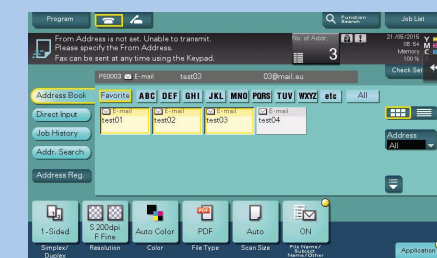 Program
Function Search
Job List
From Address is not set. Unable to transmit.
Please specify the From Address.
Fax can be sent at any time using the Keypad.
No. of Addr.
3
21/05/2015
08:54
Memory
100 %
Y
M
C
Check Set
PS0003 E-mail test03 03@mail.eu
Address Book
Favorite ABC DEF GHI JKL MNO PQRS TUV WXYZ etc All
Direct Input
Job History
Addr. Search
Address Reg.
E-mail
test01
E-mail
test02
E-mail
test03
E-mail
test04
Address
All
1-Sided
S 200dpi
F Fine
Auto Color
PDF
Auto
ON
Simplex/
Duplex
Resolution
Color
File Type
Scan Size
File Name/
Subject
Name/Other
Application